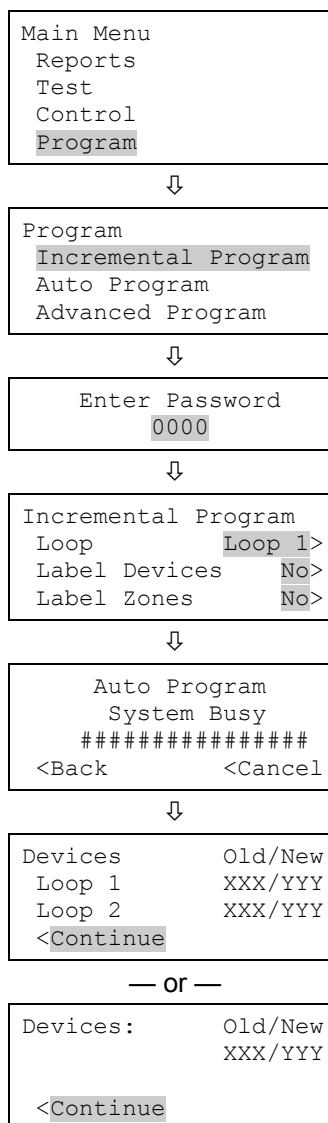 Main Menu
Reports
Test
Control
Program
⇩
Program
Incremental Program
Auto Program
Advanced Program
⇩
Enter Password
0000
⇩
Incremental Program
Loop Loop 1>
Label Devices No>
Label Zones No>
⇩
Auto Program
System Busy
################
<Back <Cancel
⇩
Devices Old/New
Loop 1 XXX/YYY
Loop 2 XXX/YYY
<Continue
— or —
Devices: Old/New
XXX/YYY
<Continue